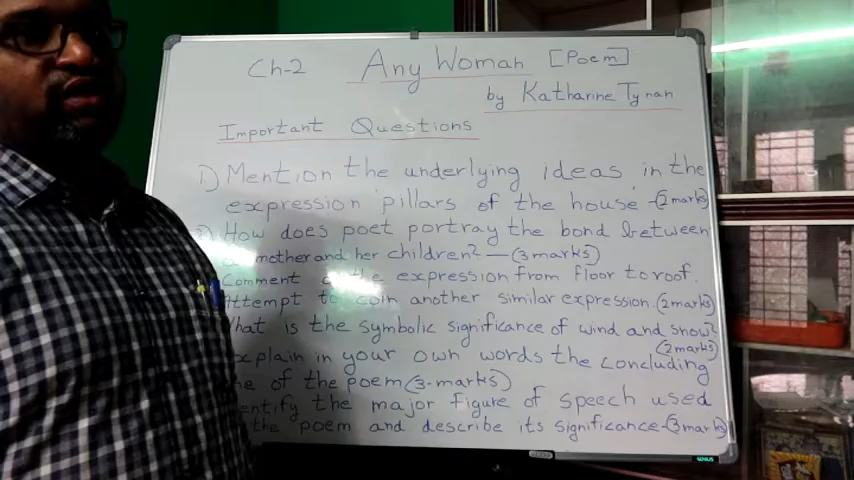 Ch-2 Any Woman [Poem]
by Katharine Tynan
Important Questions
1) Mention the underlying ideas in the
expression 'pillars of the house' -(2 marks)
How does poet portray the bond between
mother and her children? — (3 marks)
Comment the expression from floor to roof.
Attempt to coin another similar expression. (2 marks)
What is the symbolic significance of wind and snow?
(2 marks)
explain in your own words the concluding
of the poem (3-marks)
the major figure of speech used
the poem and describe its significance-(3 marks)